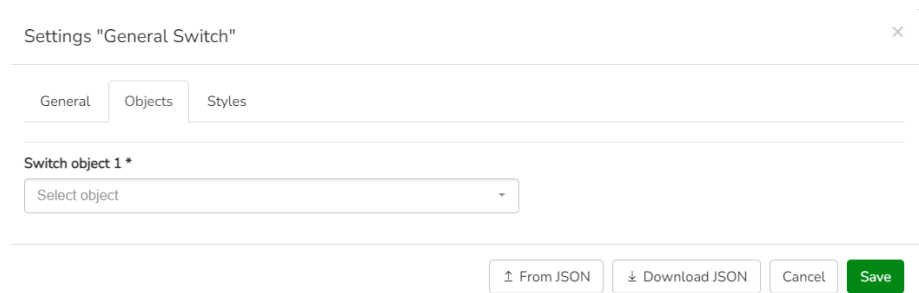 Settings "General Switch"
General Objects Styles
Switch object 1 *
Select object
From JSON Download JSON Cancel Save